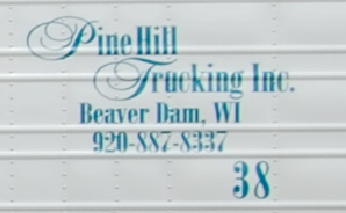 Pine Hill
Trucking Inc.
Beaver Dam, WI
920-887-8337
38